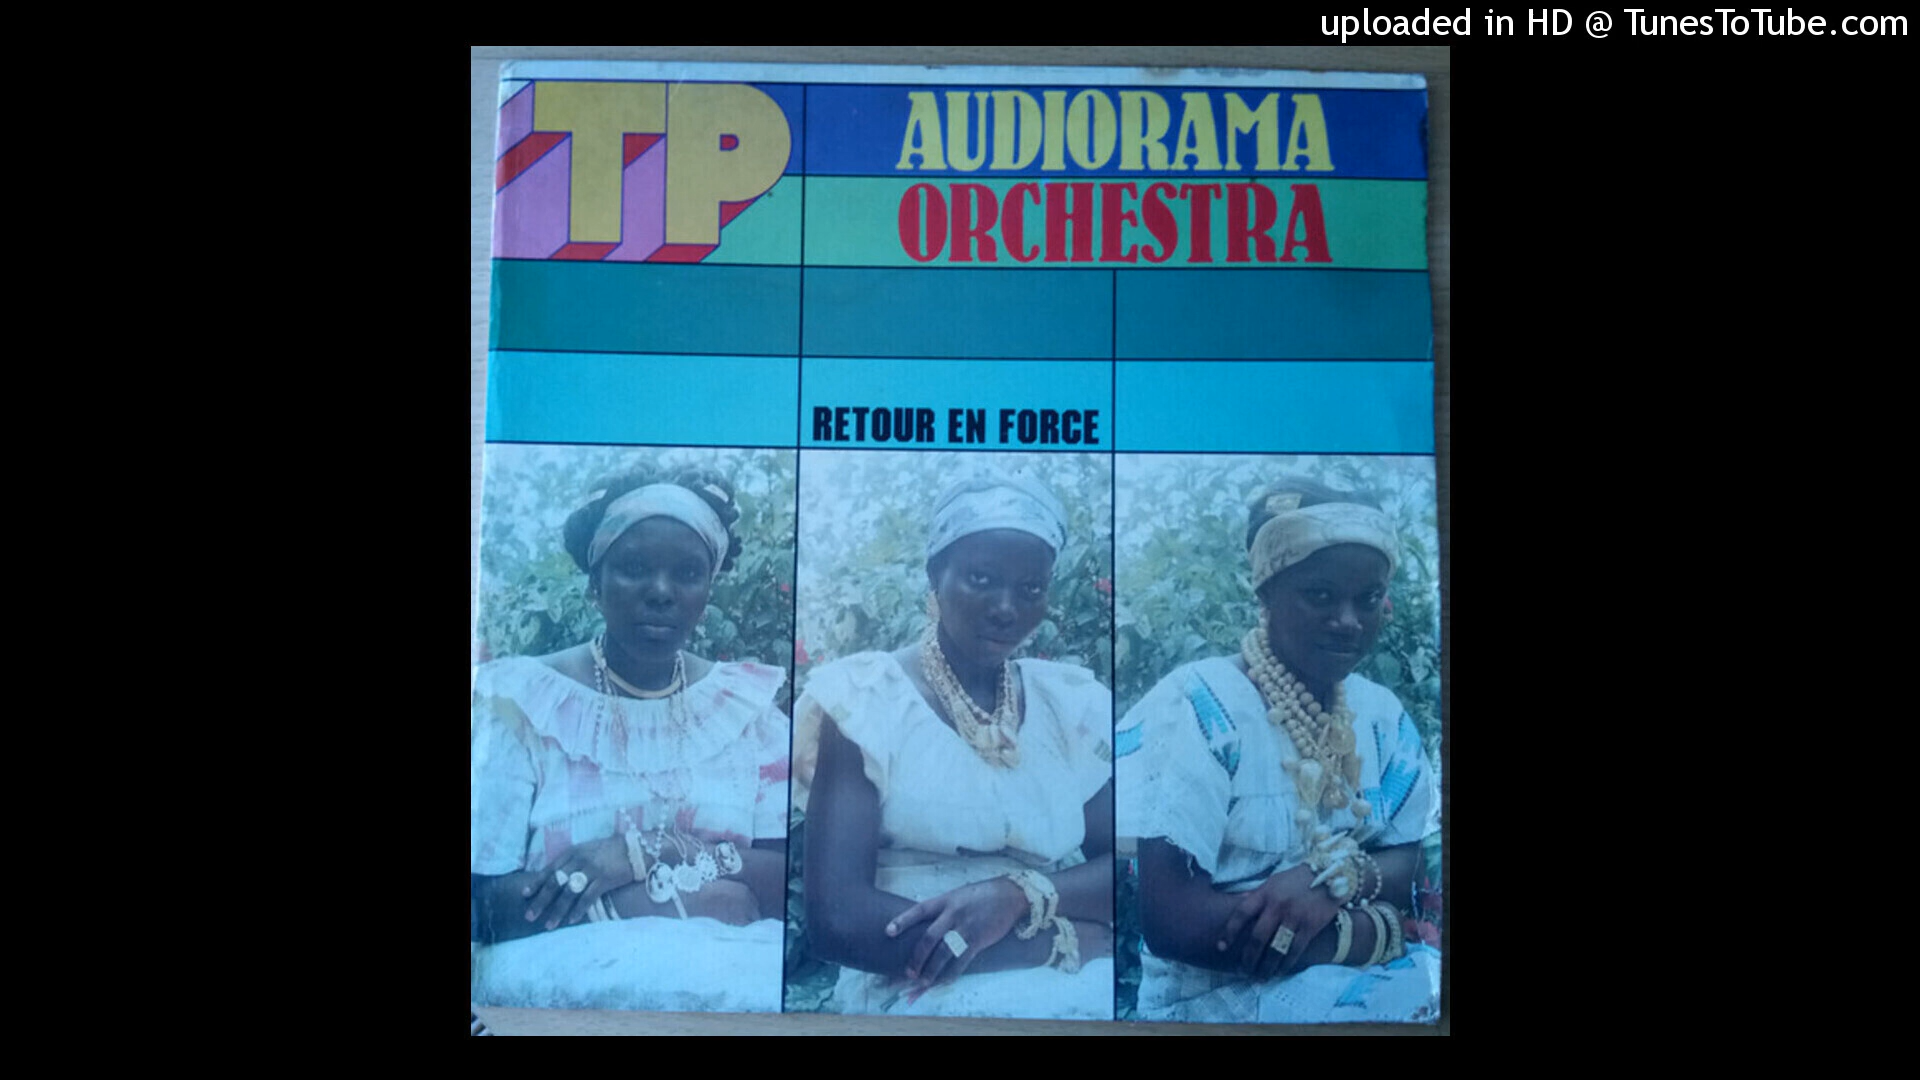 uploaded in HD @ TunesToTube.com
TP
AUDIORAMA
ORCHESTRA
RETOUR EN FORCE